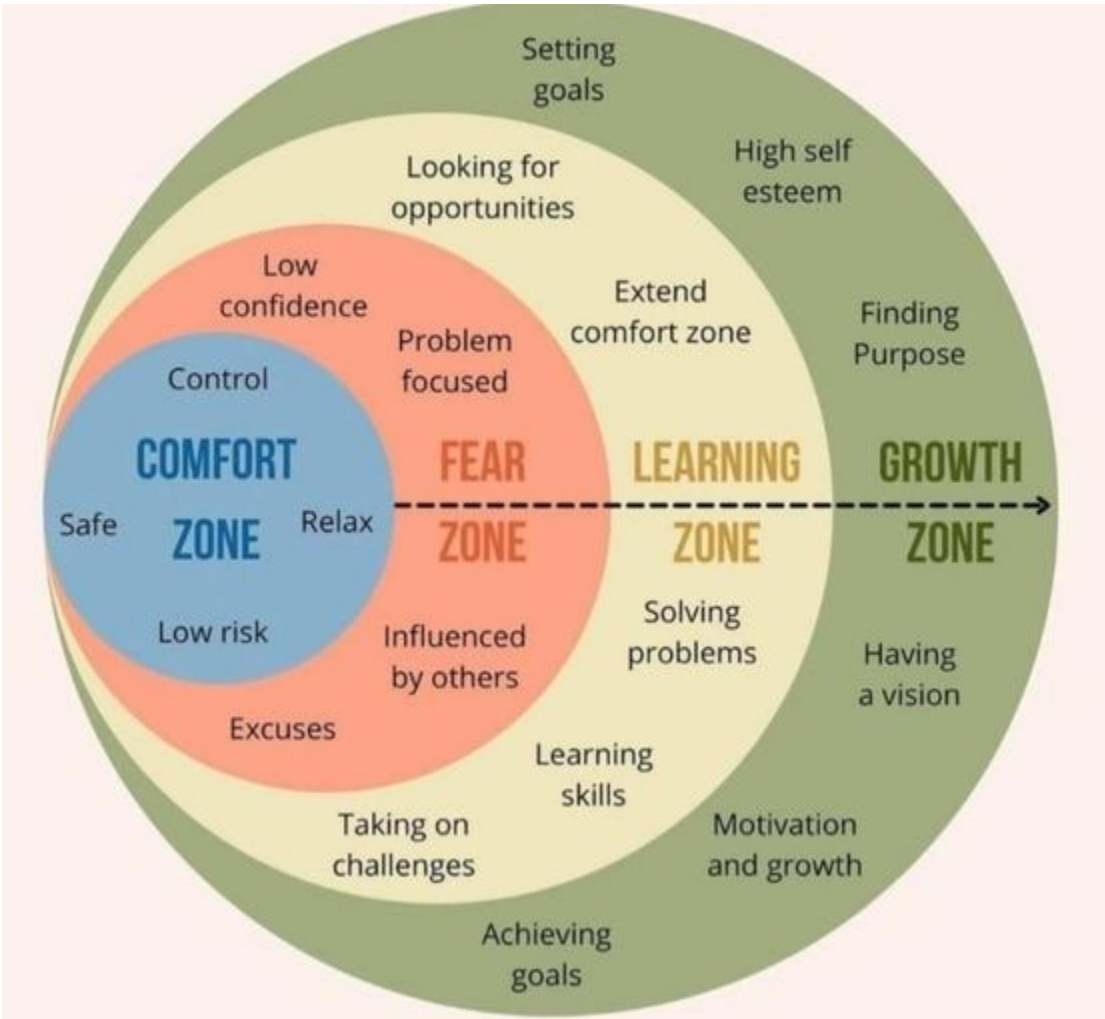 Setting
goals
High self
esteem
Looking for
opportunities
Low
confidence
Extend
comfort zone
Finding
Purpose
Problem
focused
Control
COMFORT
ZONE
Safe
Relax
Low risk
FEAR
ZONE
LEARNING
ZONE
GROWTH
ZONE
Influenced
by others
Excuses
Solving
problems
Having
a vision
Learning
skills
Taking on
challenges
Motivation
and growth
Achieving
goals